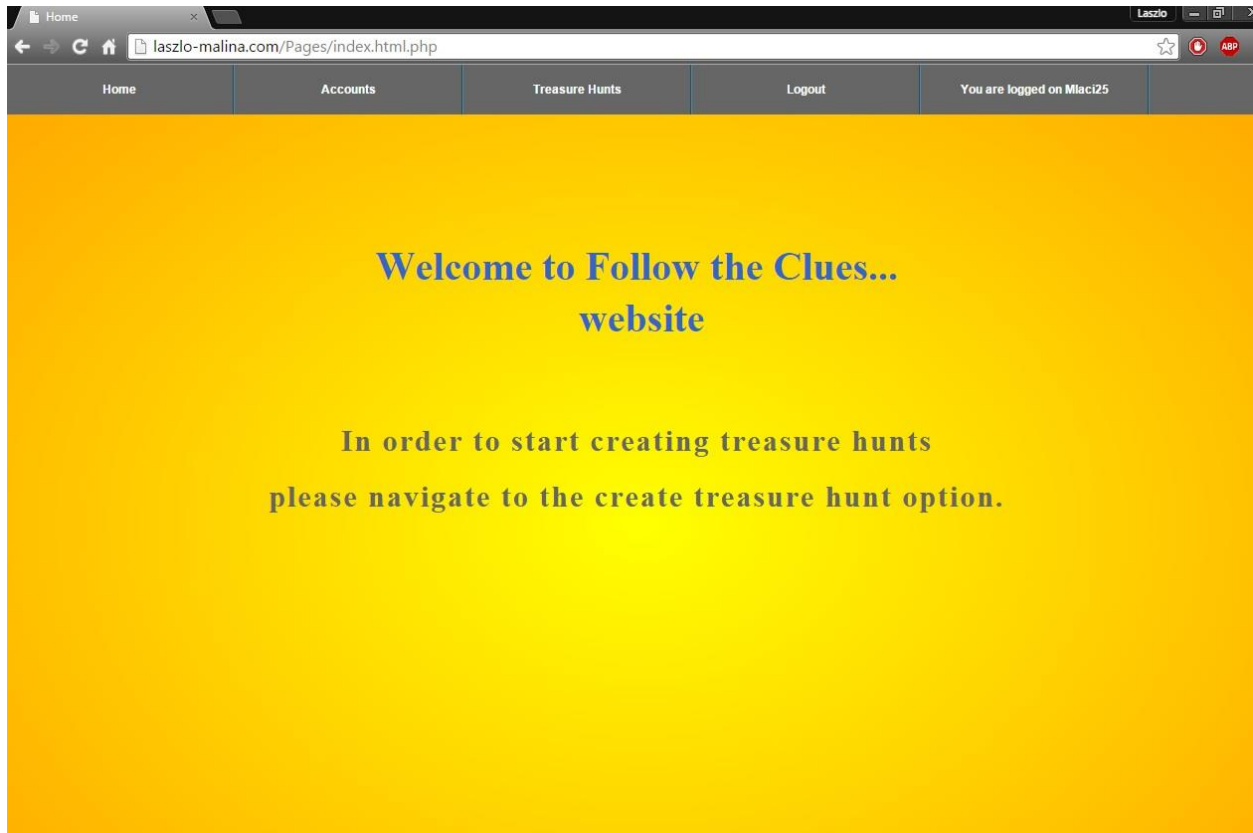 Home
Laszlo
laszlo-malina.com/Pages/index.html.php
ABP
Home Accounts Treasure Hunts Logout You are logged on Mlaci25
Welcome to Follow the Clues...
website
In order to start creating treasure hunts
please navigate to the create treasure hunt option.